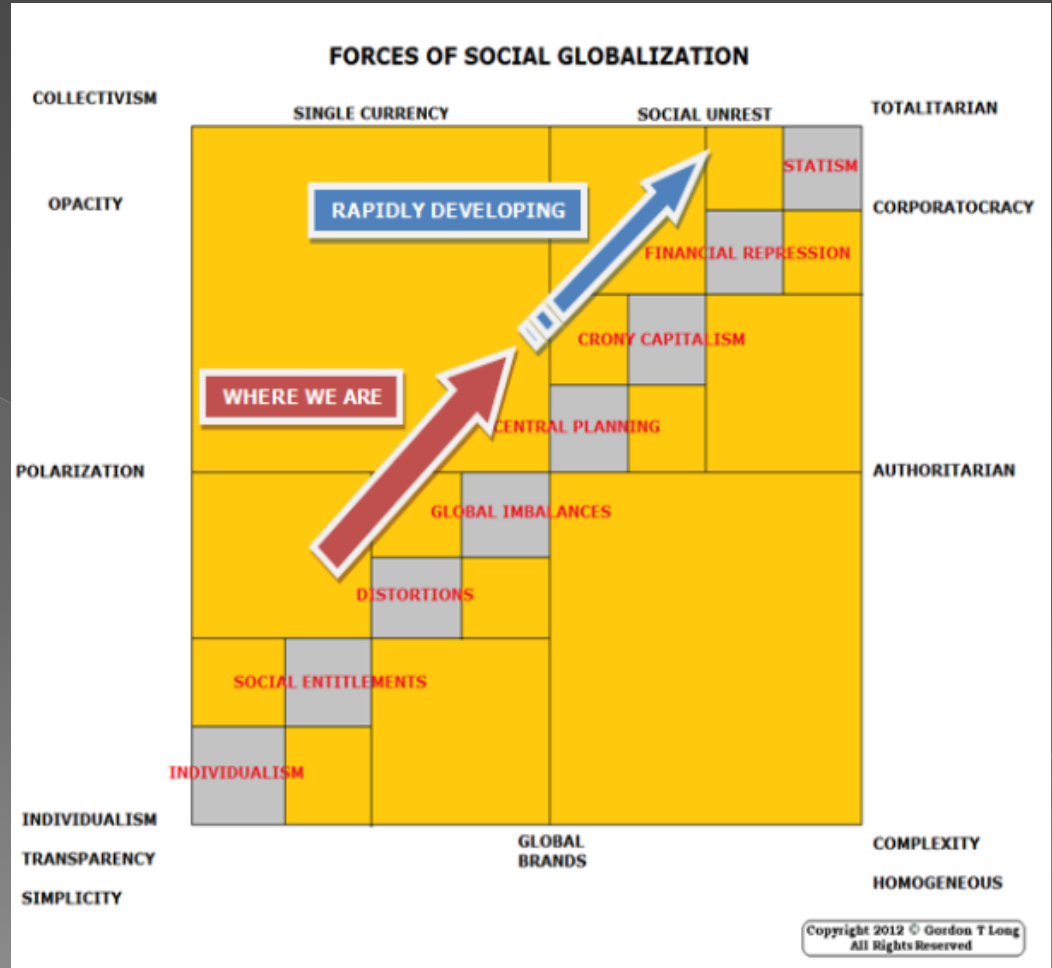 FORCES OF SOCIAL GLOBALIZATION
COLLECTIVISM
SINGLE CURRENCY
SOCIAL UNREST
TOTALITARIAN
STATISM
OPACITY
RAPIDLY DEVELOPING
CORPORATOCRACY
FINANCIAL REPRESSION
CRONY CAPITALISM
WHERE WE ARE
CENTRAL PLANNING
POLARIZATION
AUTHORITARIAN
GLOBAL IMBALANCES
DISTORTIONS
SOCIAL ENTITLEMENTS
INDIVIDUALISM
INDIVIDUALISM
GLOBAL
BRANDS
COMPLEXITY
TRANSPARENCY
HOMOGENEOUS
SIMPLICITY
Copyright 2012 © Gordon T Long
All Rights Reserved